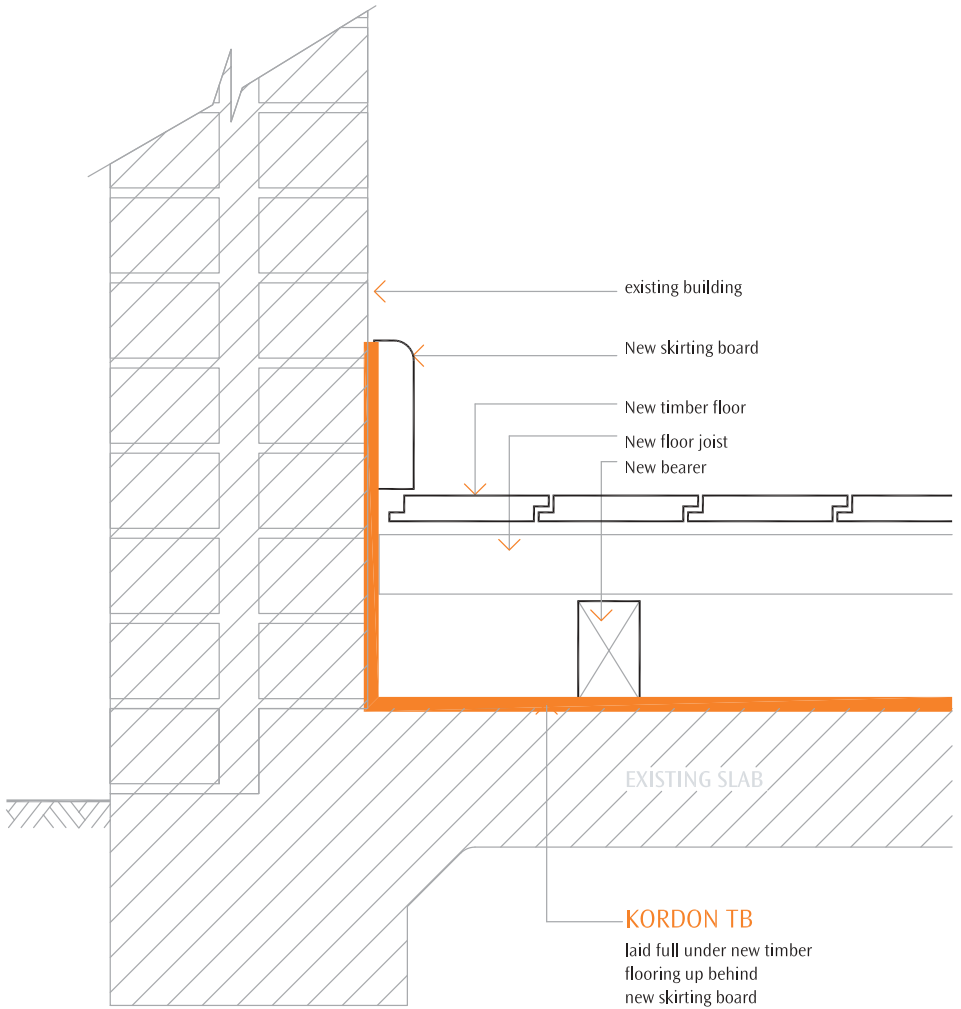 existing building
New skirting board
New timber floor
New floor joist
New bearer
EXISTING SLAB
KORDON TB
laid full under new timber
flooring up behind
new skirting board